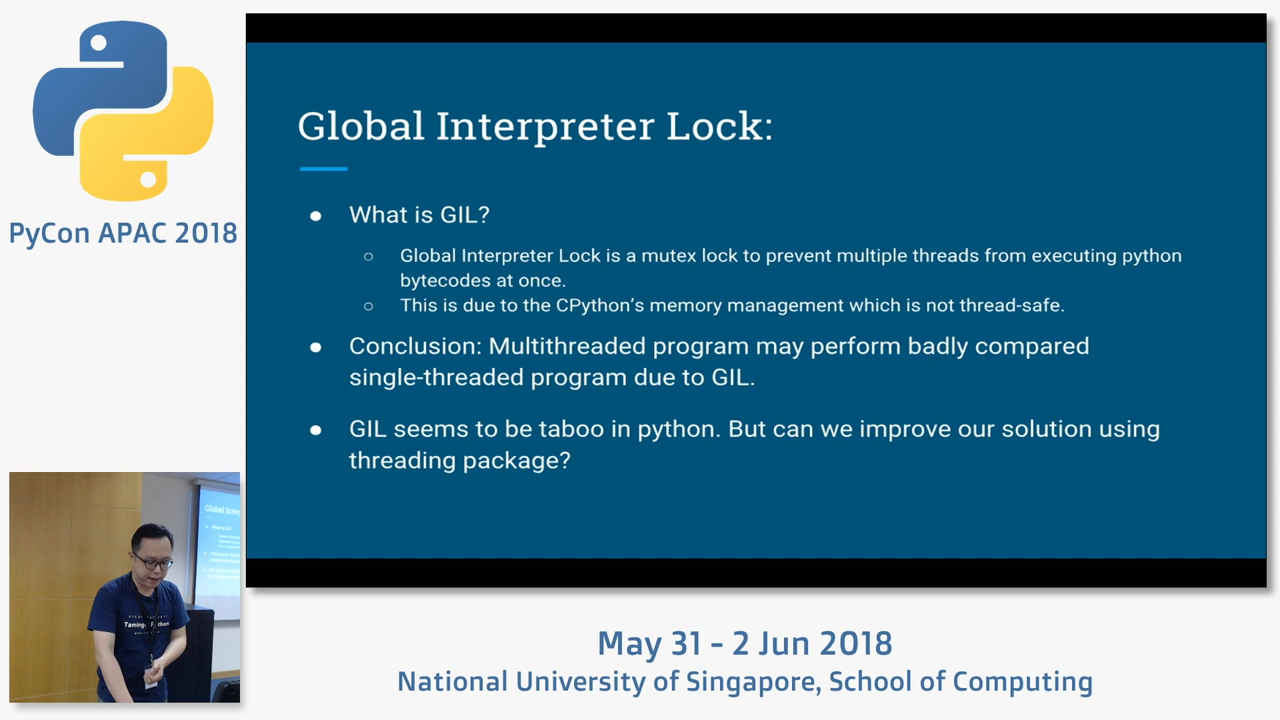 PyCon APAC 2018
Global Interpreter Lock:
● What is GIL?
○ Global Interpreter Lock is a mutex lock to prevent multiple threads from executing python
bytecodes at once.
○ This is due to the CPython's memory management which is not thread-safe.
● Conclusion: Multithreaded program may perform badly compared
single-threaded program due to GIL.
● GIL seems to be taboo in python. But can we improve our solution using
threading package?
Global Inter
Taming Python
May 31 - 2 Jun 2018
National University of Singapore, School of Computing